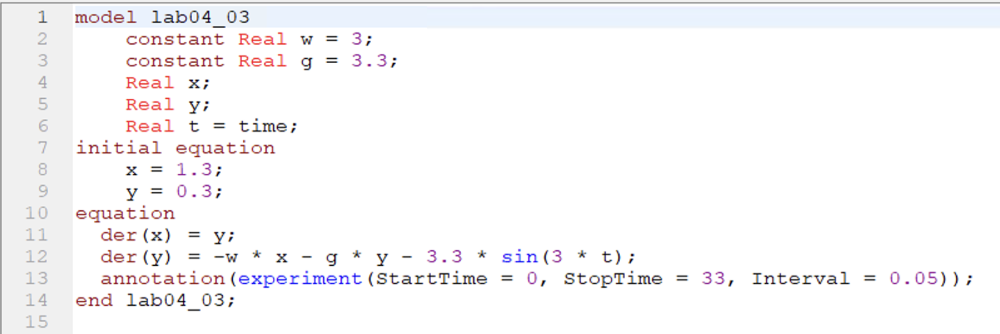 1 model lab04_03
2     constant Real w = 3;
3     constant Real g = 3.3;
4     Real x;
5     Real y;
6     Real t = time;
7 initial equation
8     x = 1.3;
9     y = 0.3;
10 equation
11   der(x) = y;
12   der(y) = -w * x - g * y - 3.3 * sin(3 * t);
13   annotation(experiment(StartTime = 0, StopTime = 33, Interval = 0.05));
14 end lab04_03;
15